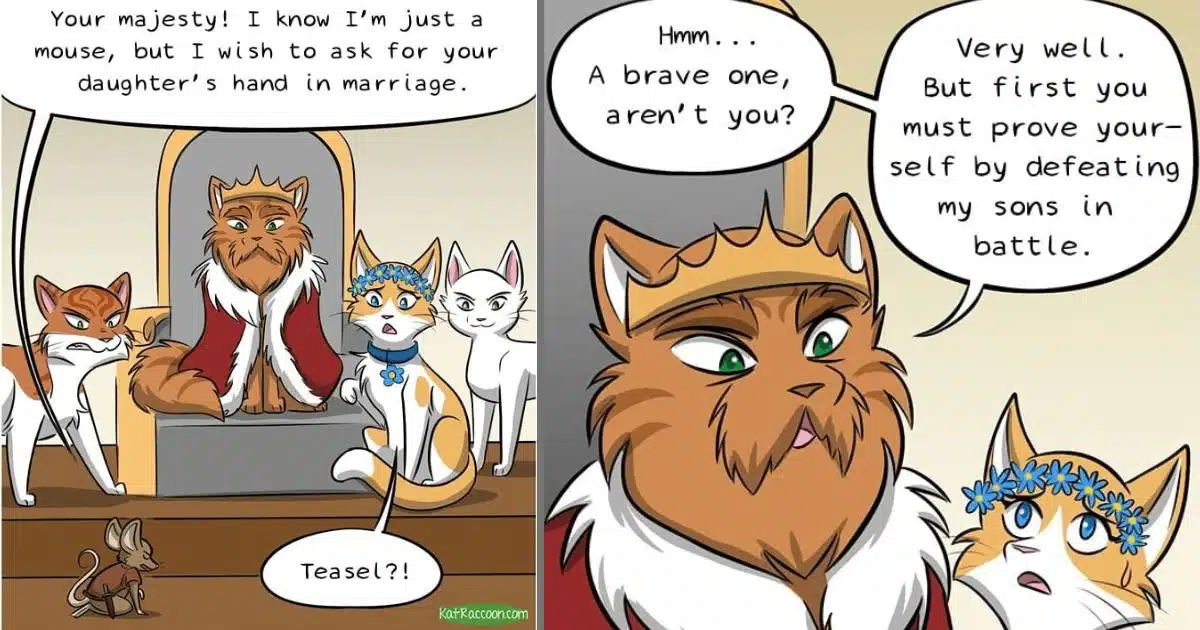 Your majesty! I know I'm just a
mouse, but I wish to ask for your
daughter's hand in marriage.
Teasel?!
KatRaccoon.com
Hmm...
A brave one,
aren't you?
Very well.
But first you
must prove your-
self by defeating
my sons in
battle.